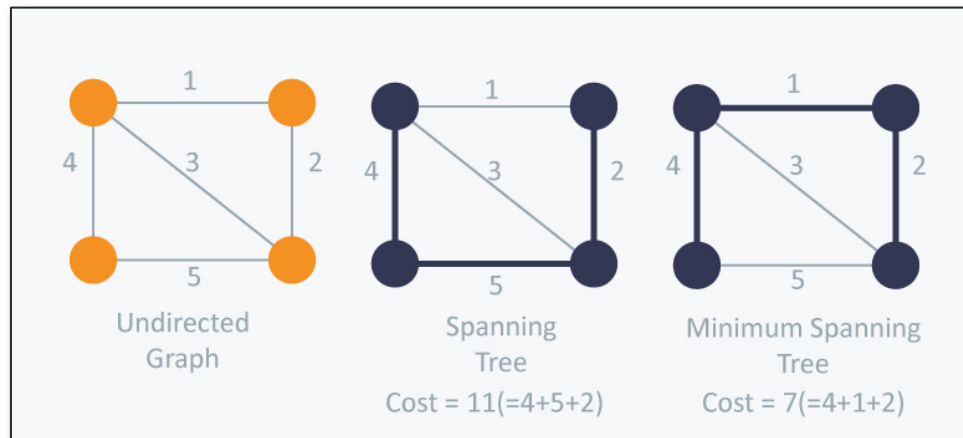 1
4
3
2
5
Undirected
Graph
1
4
3
2
5
Spanning
Tree
Cost = 11(=4+5+2)
1
4
3
2
5
Minimum Spanning
Tree
Cost = 7(=4+1+2)